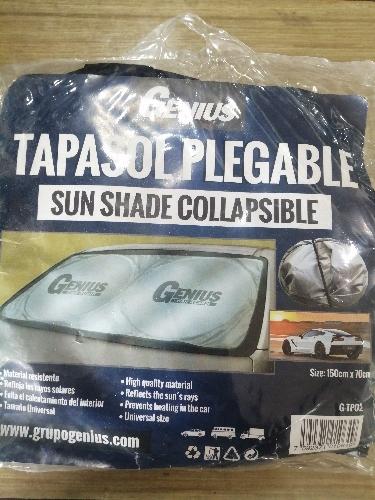 GENIUS
TAPASOL PLEGABLE
SUN SHADE COLLAPSIBLE
GENIUS
GENIUS
Size: 150cm x 70cm
• Material resistente
• Refleja los rayos solares
• Evita el calentamiento del interior
• Tamaño Universal
• High quality material
• Reflects the sun´s rays
• Prevents heating in the car
• Universal size
G-TP02
www.grupogenius.com